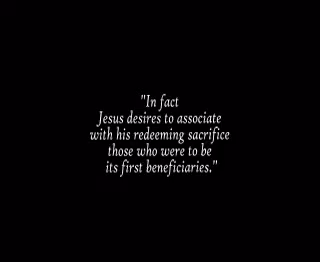 "In fact
Jesus desires to associate
with his redeeming sacrifice
those who were to be
its first beneficiaries."